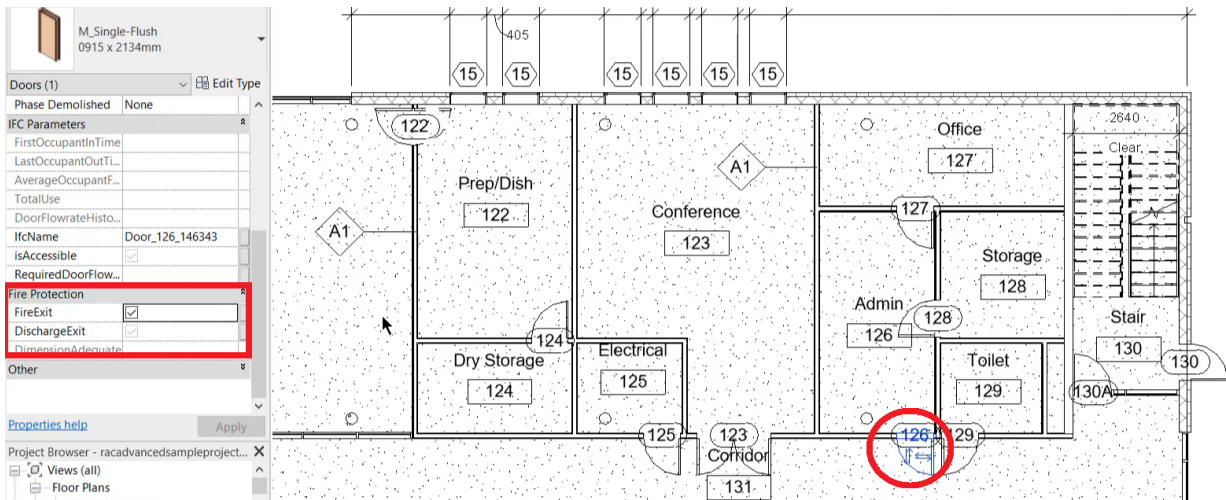 M_Single-Flush
0915 x 2134mm
Doors (1)
Edit Type
Phase Demolished None
IFC Parameters
FirstOccupantInTime
LastOccupantOutTi...
AverageOccupantF...
TotalUse
DoorFlowrateHisto...
IfcName Door_126_146343
isAccessible
RequiredDoorFlow...
Fire Protection
FireExit
DischargeExit
DimensionAdequate
Other
Properties help
Apply
Project Browser - racadvancedsampleproject...
Views (all)
Floor Plans
405
15 15 15 15 15 15
122
2640
Clear
Office
127
A1
Prep/Dish
122
Conference
123
A1
127
Storage
128
Admin
126
128
Stair
130
124
Dry Storage
124
Electrical
125
Toilet
129
130
130A
125
123
126
129
Corridor
131